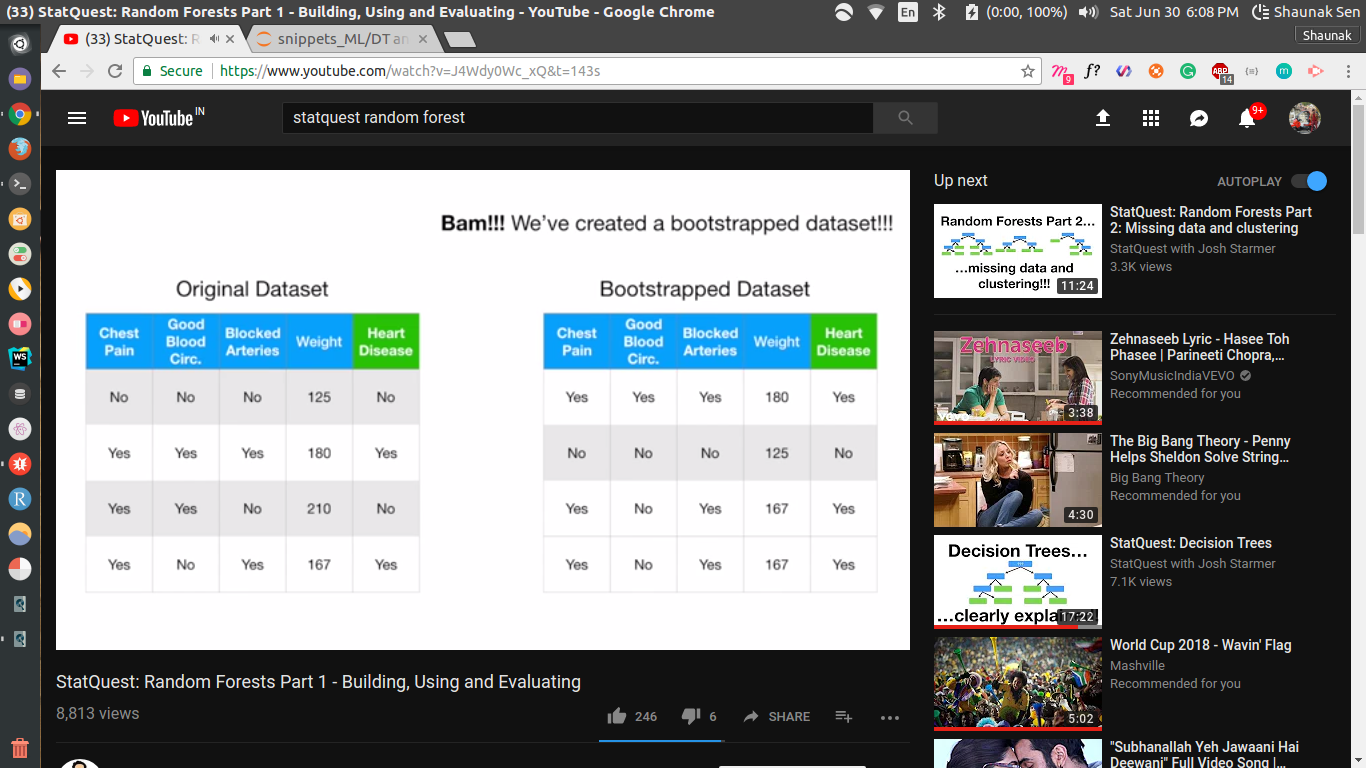 (33) StatQuest: Random Forests Part 1 - Building, Using and Evaluating - YouTube - Google Chrome
En
(0:00, 100%)
Sat Jun 30 6:08 PM
Shaunak Sen
Shaunak
(33) StatQuest: R
snippets_ML/DT an
Secure
https://www.youtube.com/watch?v=J4Wdy0Wc_xQ&t=143s
9
f?
ABP
14
m
YouTube IN
statquest random forest
9+
Bam!!! We've created a bootstrapped dataset!!!
Original Dataset
Chest Pain Good Blood Circ. Blocked Arteries Weight Heart Disease
No No No 125 No
Yes Yes Yes 180 Yes
Yes Yes No 210 No
Yes No Yes 167 Yes
Bootstrapped Dataset
Chest Pain Good Blood Circ. Blocked Arteries Weight Heart Disease
Yes Yes Yes 180 Yes
No No No 125 No
Yes No Yes 167 Yes
Yes No Yes 167 Yes
StatQuest: Random Forests Part 1 - Building, Using and Evaluating
8,813 views
246
6
SHARE
Up next
AUTOPLAY
Random Forests Part 2...
...missing data and
clustering!!!
11:24
StatQuest: Random Forests Part
2: Missing data and clustering
StatQuest with Josh Starmer
3.3K views
Zehnaseeb
LYRIC VIDEO
vevo
3:38
Zehnaseeb Lyric - Hasee Toh
Phasee | Parineeti Chopra,...
SonyMusicIndiaVEVO
Recommended for you
4:30
The Big Bang Theory - Penny
Helps Sheldon Solve String...
Big Bang Theory
Recommended for you
Decision Trees...
...clearly expla
17:22
StatQuest: Decision Trees
StatQuest with Josh Starmer
7.1K views
5:02
World Cup 2018 - Wavin' Flag
Mashville
Recommended for you
"Subhanallah Yeh Jawaani Hai
Deewani" Full Video Song |...
WS
R